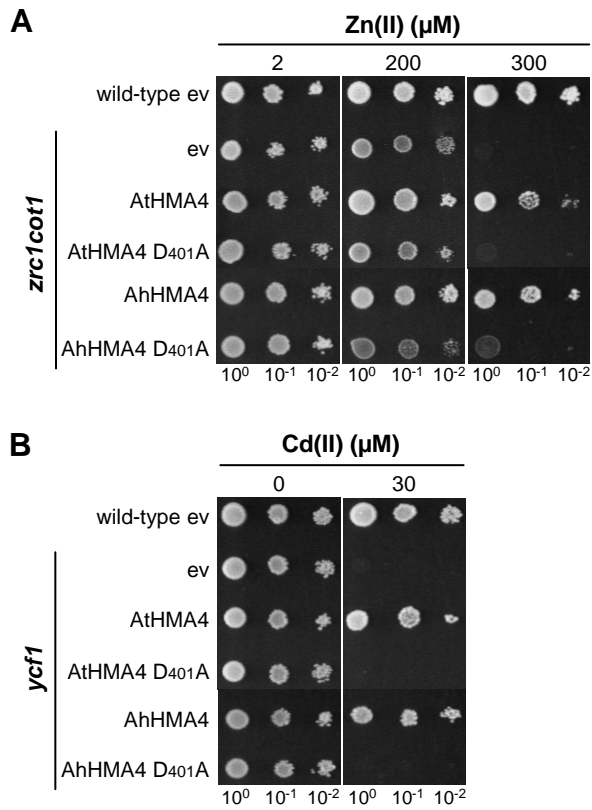 A
Zn(II) (µM)
2 200 300
wild-type ev
zrc1cot1
ev
AtHMA4
AtHMA4 D401A
AhHMA4
AhHMA4 D401A
10⁰ 10⁻¹ 10⁻² 10⁰ 10⁻¹ 10⁻² 10⁰ 10⁻¹ 10⁻²
B
Cd(II) (µM)
0 30
wild-type ev
ycf1
ev
AtHMA4
AtHMA4 D401A
AhHMA4
AhHMA4 D401A
10⁰ 10⁻¹ 10⁻² 10⁰ 10⁻¹ 10⁻²